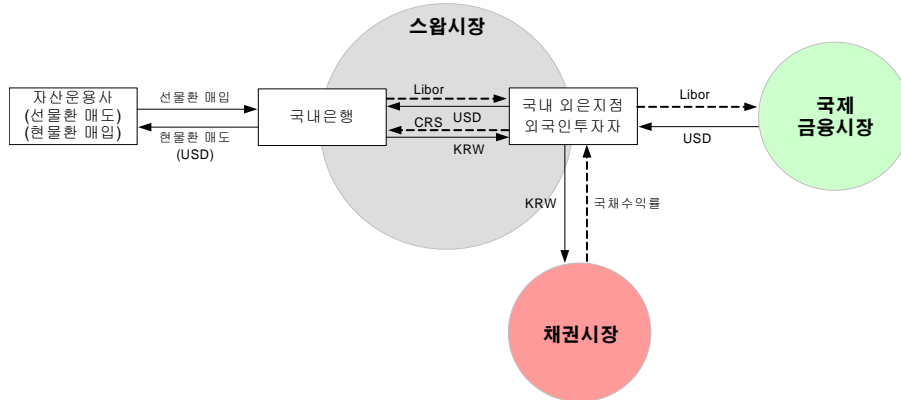 스왑시장
자산운용사
(선물환 매도)
(현물환 매입)
선물환 매입
현물환 매도
(USD)
국내은행
Libor
USD
CRS
KRW
국내 외은지점
외국인투자자
Libor
USD
국제
금융시장
KRW
국채수익률
채권시장